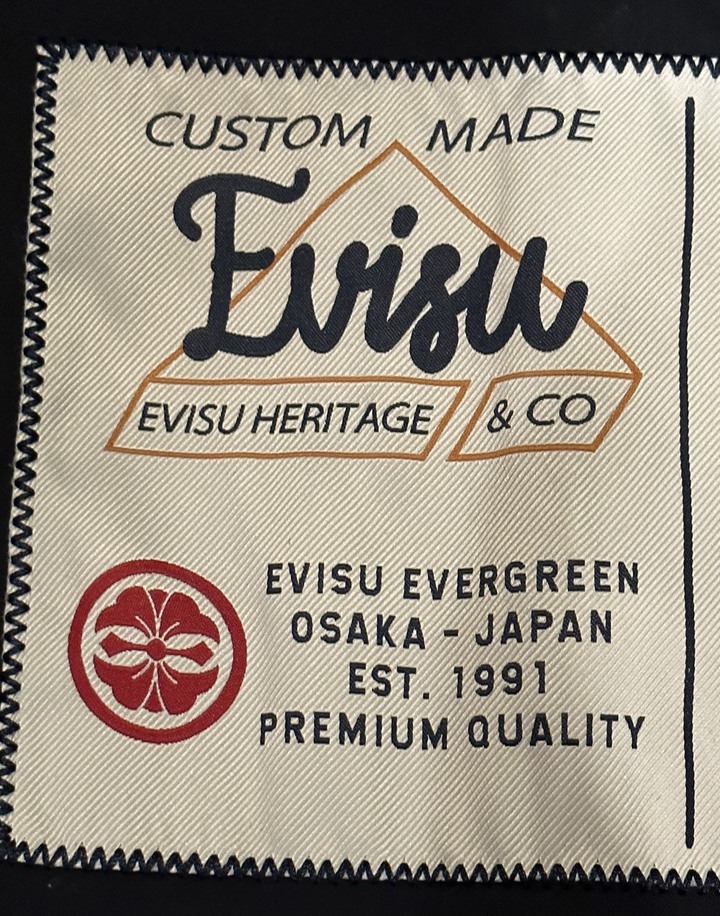 CUSTOM MADE
Evisu
EVISU HERITAGE & CO
EVISU EVERGREEN
OSAKA - JAPAN
EST. 1991
PREMIUM QUALITY